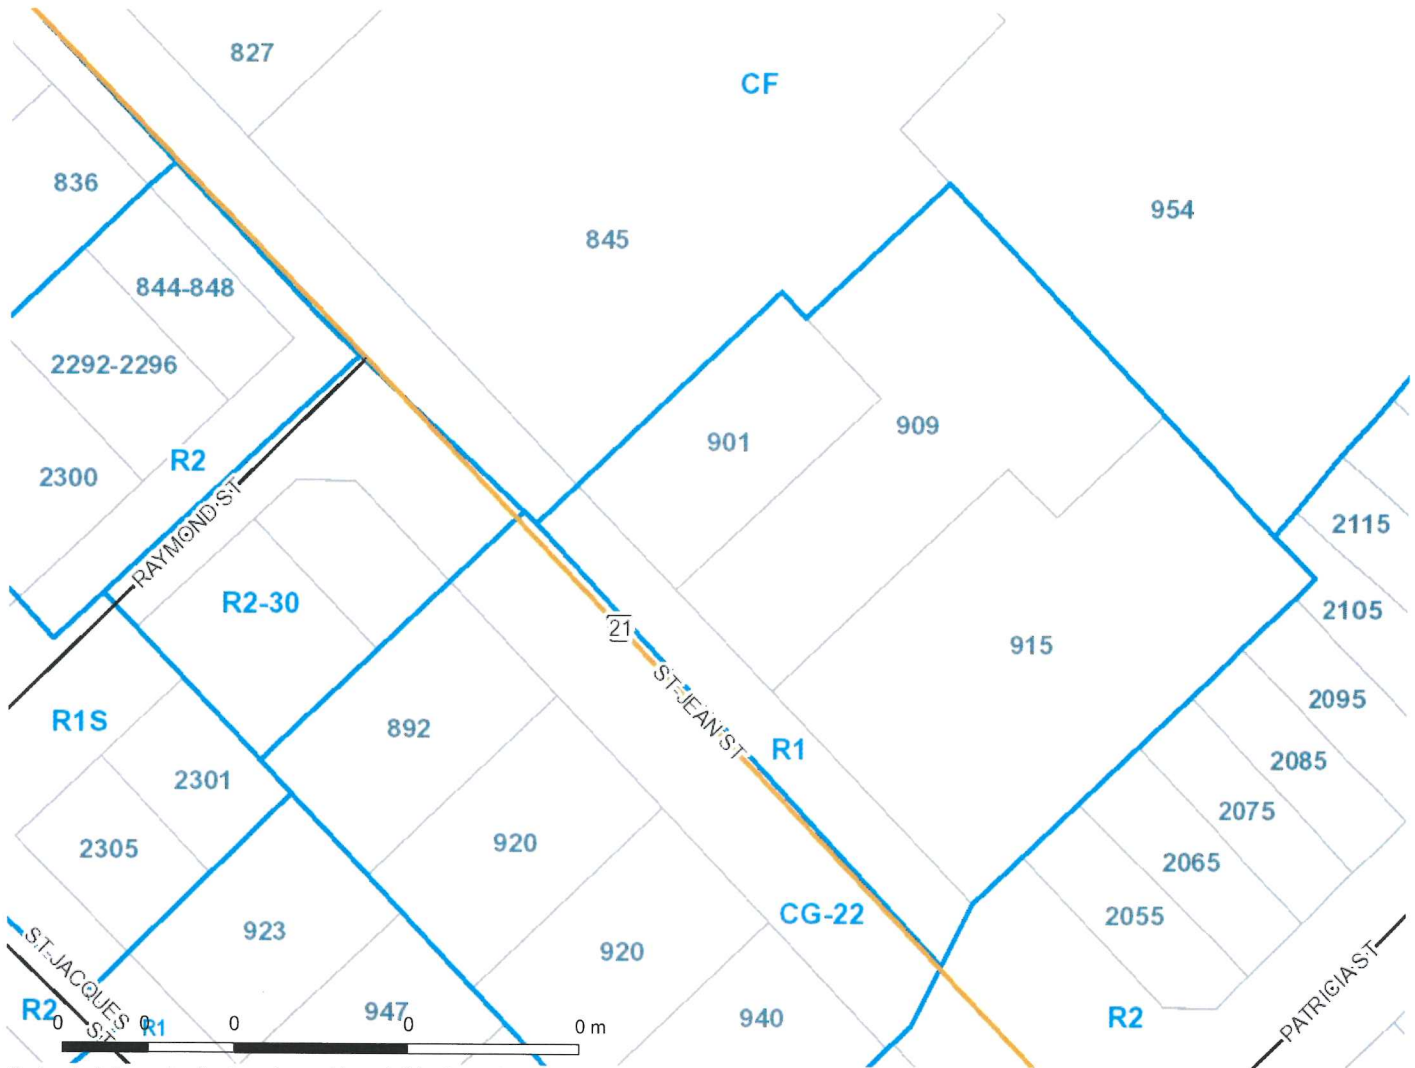 827
CF
836
954
845
844-848
2292-2296
901
909
R2
2300
RAYMOND ST
2115
R2-30
2105
21
915
ST-JEAN ST
2095
R1S
892
R1
2085
2301
2075
2305
920
2065
CG-22
2055
923
920
ST-JACQUES ST
PATRICIA ST
R2
R1
947
940
R2
0 0 0 0 0 m